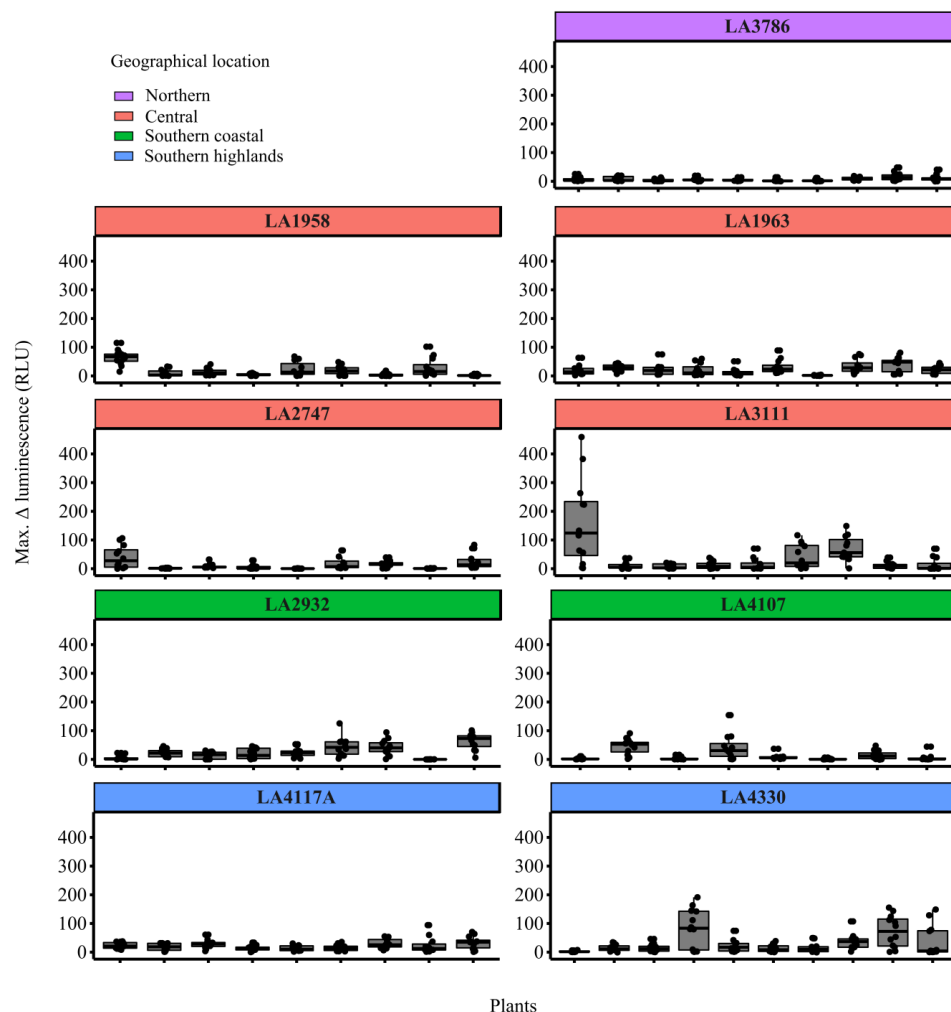 LA3786
Geographical location
Northern
Central
Southern coastal
Southern highlands
400
300
200
100
0
LA1958
LA1963
400
300
200
100
0
400
300
200
100
0
LA2747
LA3111
400
300
200
100
0
400
300
200
100
0
LA2932
LA4107
400
300
200
100
0
400
300
200
100
0
LA4117A
LA4330
400
300
200
100
0
400
300
200
100
0
Max. Δ luminescence (RLU)
Plants